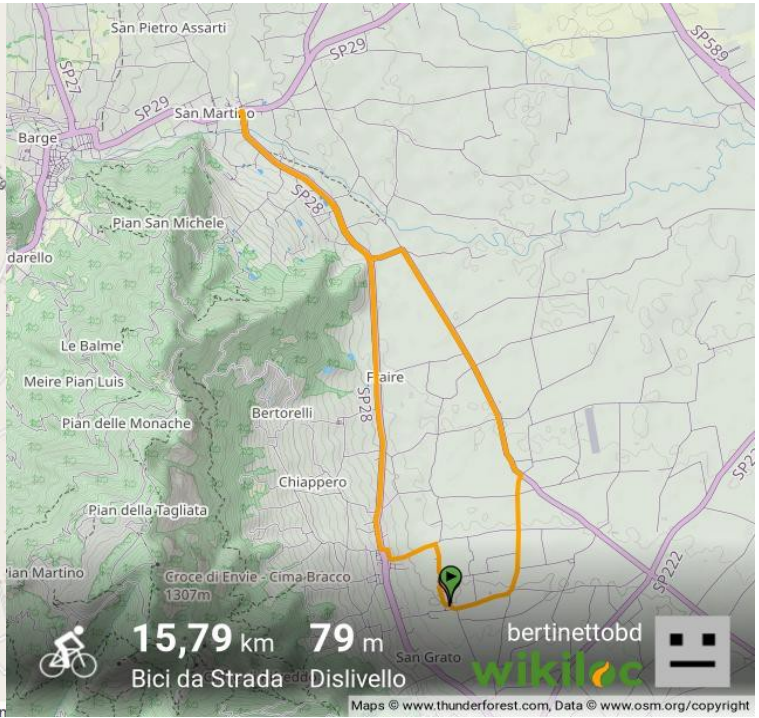 San Pietro Assarti
SP29
SP589
SP27
SP29
San Martino
Barge
SP28
Pian San Michele
darello
Le Balme
Meire Pian Luis
Fraire
SP28
Bertorelli
Pian delle Monache
Chiappero
SP22
Pian della Tagliata
Pian Martino
Croce di Envie - Cima Bracco
1307m
SP222
15,79 km 79 m
bertinettobd
Bici da Strada Dislivello
San Grato
wikiloc
Maps © www.thunderforest.com, Data © www.osm.org/copyright